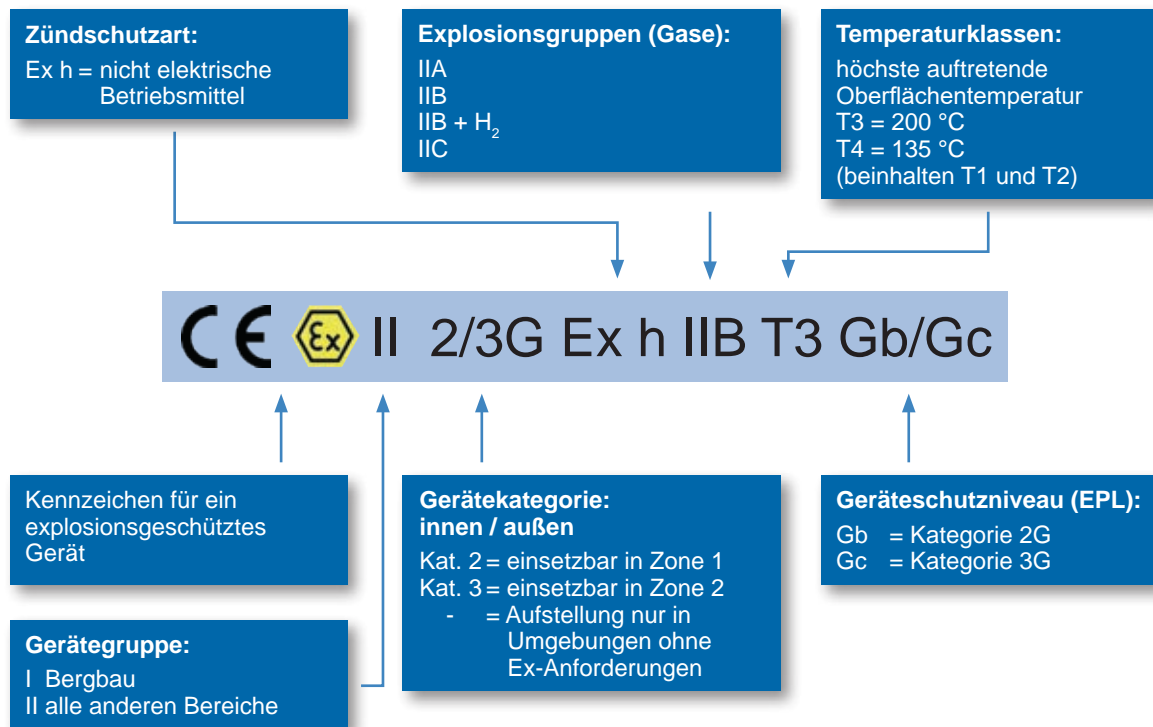 Zündschutzart:
Ex h = nicht elektrische
Betriebsmittel
Explosionsgruppen (Gase):
IIA
IIB
IIB + H₂
IIC
Temperaturklassen:
höchste auftretende
Oberflächentemperatur
T3 = 200 °C
T4 = 135 °C
(beinhalten T1 und T2)
CE Ex II 2/3G Ex h IIB T3 Gb/Gc
Kennzeichen für ein
explosionsgeschütztes
Gerät
Gerätegruppe:
I Bergbau
II alle anderen Bereiche
Gerätekategorie:
innen / außen
Kat. 2 = einsetzbar in Zone 1
Kat. 3 = einsetzbar in Zone 2
- = Aufstellung nur in
Umgebungen ohne
Ex-Anforderungen
Geräteschutzniveau (EPL):
Gb = Kategorie 2G
Gc = Kategorie 3G